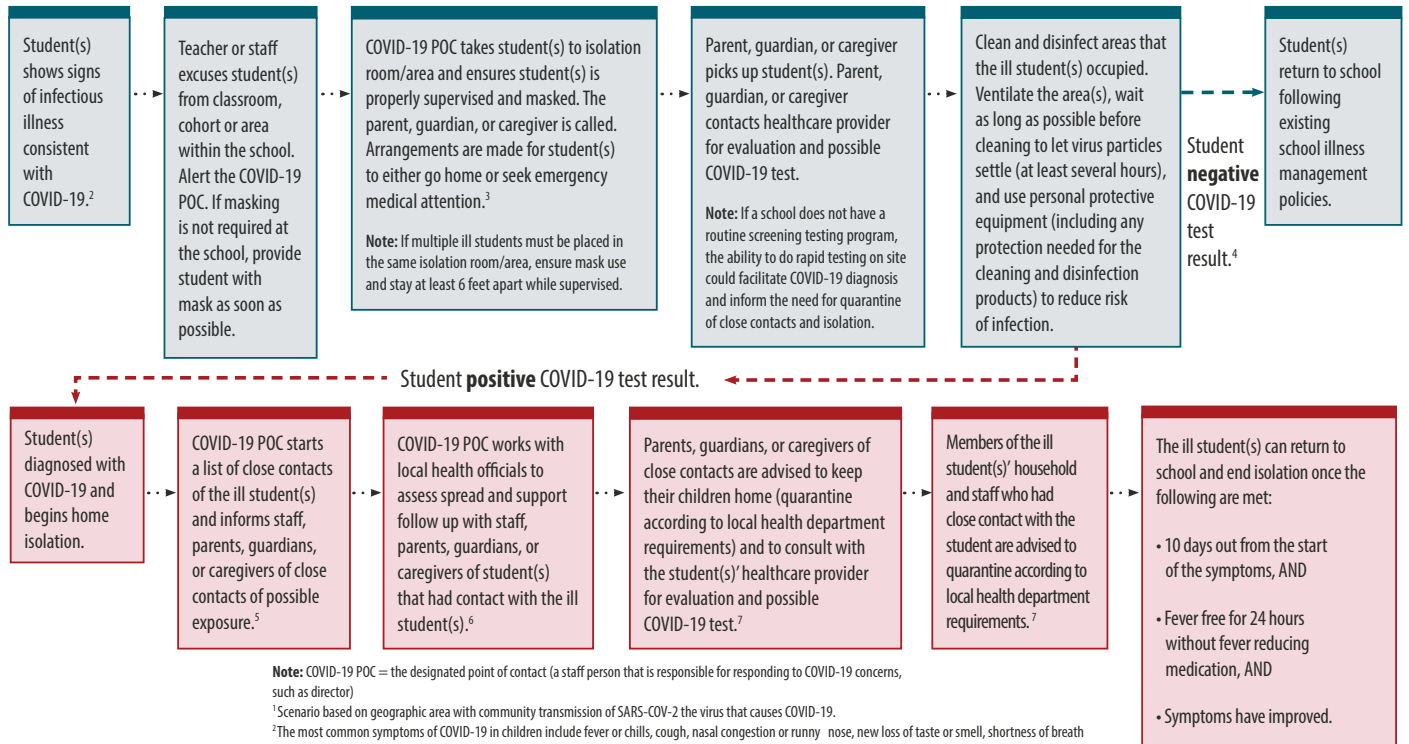 Student(s)
shows signs
of infectious
illness
consistent
with
COVID-19.2
Teacher or staff
excuses student(s)
from classroom,
cohort or area
within the school.
Alert the COVID-19
POC. If masking
is not required at
the school, provide
student with
mask as soon as
possible.
COVID-19 POC takes student(s) to isolation
room/area and ensures student(s) is
properly supervised and masked. The
parent, guardian, or caregiver is called.
Arrangements are made for student(s)
to either go home or seek emergency
medical attention.3
Note: If multiple ill students must be placed in
the same isolation room/area, ensure mask use
and stay at least 6 feet apart while supervised.
Parent, guardian, or caregiver
picks up student(s). Parent,
guardian, or caregiver
contacts healthcare provider
for evaluation and possible
COVID-19 test.
Note: If a school does not have a
routine screening testing program,
the ability to do rapid testing on site
could facilitate COVID-19 diagnosis
and inform the need for quarantine
of close contacts and isolation.
Clean and disinfect areas that
the ill student(s) occupied.
Ventilate the area(s), wait
as long as possible before
cleaning to let virus particles
settle (at least several hours),
and use personal protective
equipment (including any
protection needed for the
cleaning and disinfection
products) to reduce risk
of infection.
Student
negative
COVID-19
test
result.4
Student(s)
return to school
following
existing
school illness
management
policies.
Student positive COVID-19 test result.
Student(s)
diagnosed with
COVID-19 and
begins home
isolation.
COVID-19 POC starts
a list of close contacts
of the ill student(s)
and informs staff,
parents, guardians,
or caregivers of close
contacts of possible
exposure.5
COVID-19 POC works with
local health officials to
assess spread and support
follow up with staff,
parents, guardians, or
caregivers of student(s)
that had contact with the ill
student(s).6
Parents, guardians, or caregivers of
close contacts are advised to keep
their children home (quarantine
according to local health department
requirements) and to consult with
the student(s)' healthcare provider
for evaluation and possible
COVID-19 test.7
Members of the ill
student(s)' household
and staff who had
close contact with the
student are advised to
quarantine according to
local health department
requirements. 7
The ill student(s) can return to
school and end isolation once the
following are met:
• 10 days out from the start
of the symptoms, AND
• Fever free for 24 hours
without fever reducing
medication, AND
• Symptoms have improved.
Note: COVID-19 POC = the designated point of contact (a staff person that is responsible for responding to COVID-19 concerns,
such as director)
1Scenario based on geographic area with community transmission of SARS-COV-2 the virus that causes COVID-19.
2The most common symptoms of COVID-19 in children include fever or chills, cough, nasal congestion or runny nose, new loss of taste or smell, shortness of breath